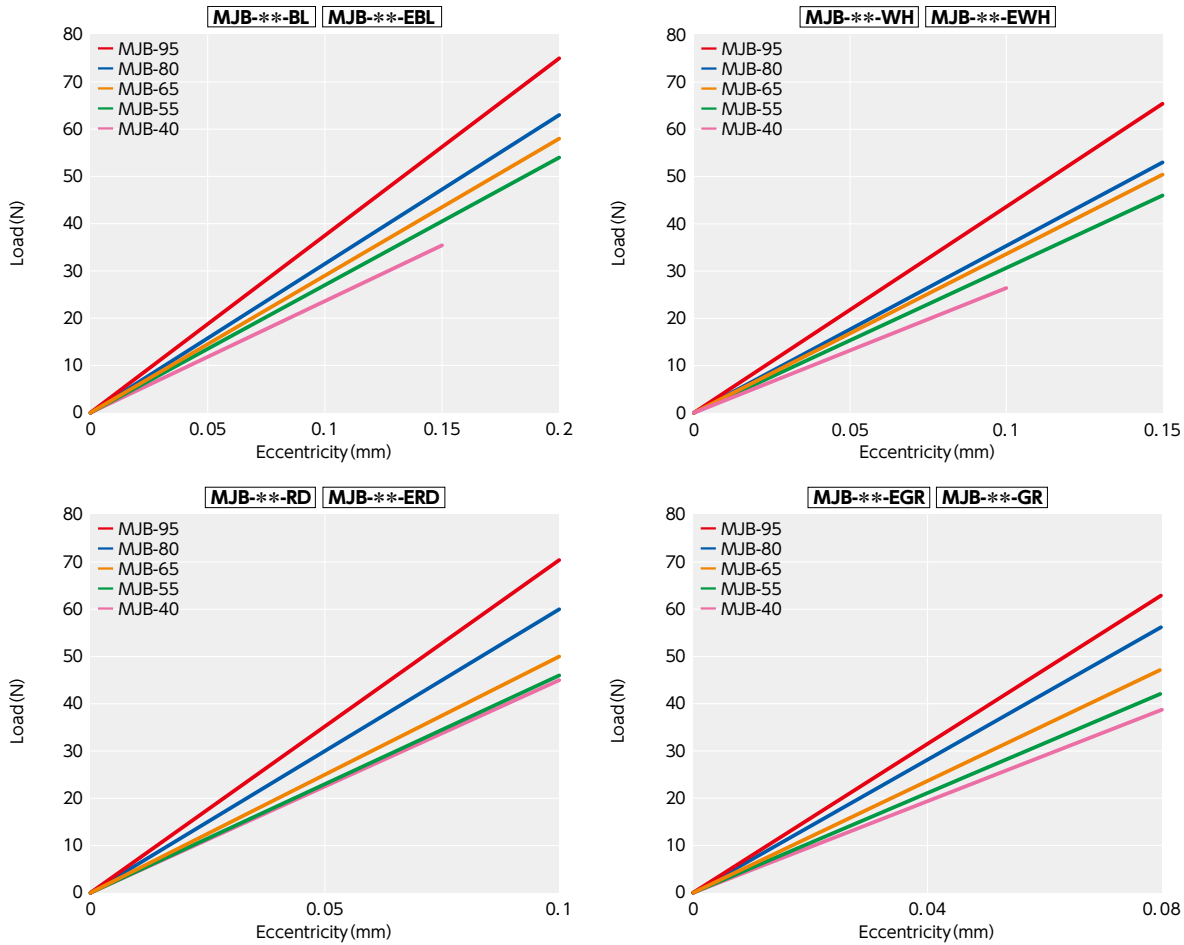 MJB-**-BL MJB-**-EBL
80
70
60
50
40
30
20
10
0
Load (N)
MJB-95
MJB-80
MJB-65
MJB-55
MJB-40
0 0.05 0.1 0.15 0.2
Eccentricity (mm)
MJB-**-WH MJB-**-EWH
80
70
60
50
40
30
20
10
0
Load (N)
MJB-95
MJB-80
MJB-65
MJB-55
MJB-40
0 0.05 0.1 0.15
Eccentricity (mm)
MJB-**-RD MJB-**-ERD
80
70
60
50
40
30
20
10
0
Load (N)
MJB-95
MJB-80
MJB-65
MJB-55
MJB-40
0 0.05 0.1
Eccentricity (mm)
MJB-**-EGR MJB-**-GR
80
70
60
50
40
30
20
10
0
Load (N)
MJB-95
MJB-80
MJB-65
MJB-55
MJB-40
0 0.04 0.08
Eccentricity (mm)